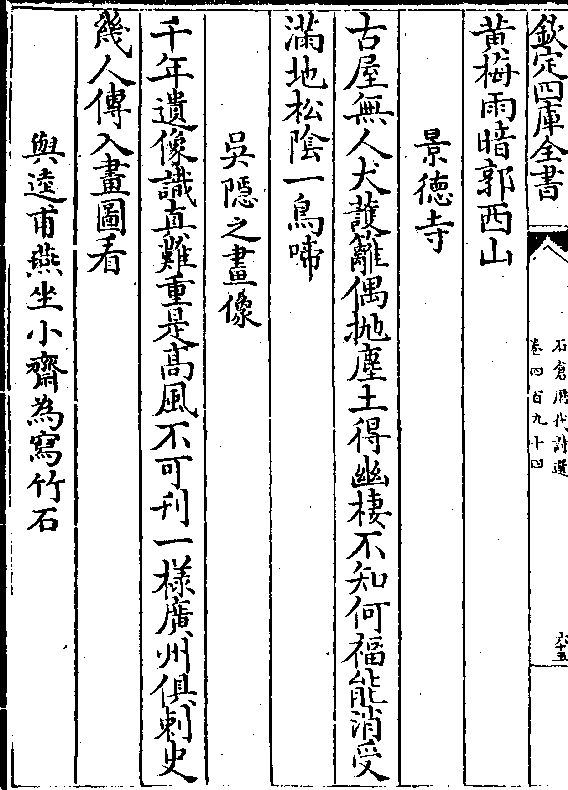 欽定四庫全書
石倉歷代詩選
卷四百九十四
黄梅雨暗郭西山
景德寺
古屋無人犬護籬偶抛塵土得幽棲不知何福能消受
滿地松陰一鳥啼
吳隱之畫像
千年遺像識真難重是髙風不可刊一樣廣州俱刺史
幾人傳入畫圖看
與逵甫燕坐小齋為寫竹石